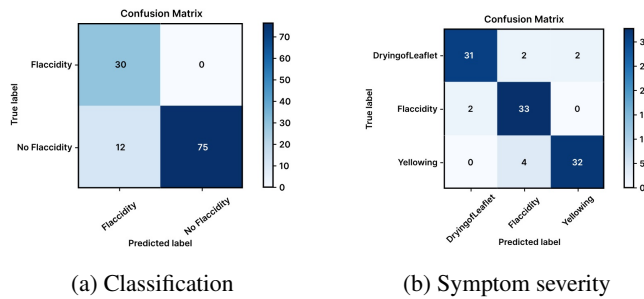 Confusion Matrix
Flaccidity
No Flaccidity
True label
30 0
12 75
70
60
50
40
30
20
10
0
Flaccidity
No Flaccidity
Predicted label
(a) Classification
Confusion Matrix
DryingofLeaflet
Flaccidity
Yellowing
True label
31 2 2
2 33 0
0 4 32
DryingofLeaflet
Flaccidity
Yellowing
Predicted label
0
(b) Symptom severity